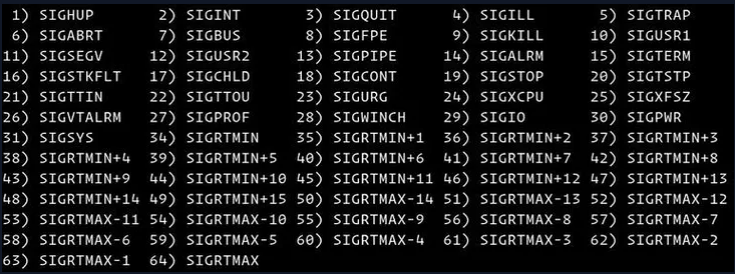 1) SIGHUP 2) SIGINT 3) SIGQUIT 4) SIGILL 5) SIGTRAP
6) SIGABRT 7) SIGBUS 8) SIGFPE 9) SIGKILL 10) SIGUSR1
11) SIGSEGV 12) SIGUSR2 13) SIGPIPE 14) SIGALRM 15) SIGTERM
16) SIGSTKFLT 17) SIGCHLD 18) SIGCONT 19) SIGSTOP 20) SIGTSTP
21) SIGTTIN 22) SIGTTOU 23) SIGURG 24) SIGXCPU 25) SIGXFSZ
26) SIGVTALRM 27) SIGPROF 28) SIGWINCH 29) SIGIO 30) SIGPWR
31) SIGSYS 34) SIGRTMIN 35) SIGRTMIN+1 36) SIGRTMIN+2 37) SIGRTMIN+3
38) SIGRTMIN+4 39) SIGRTMIN+5 40) SIGRTMIN+6 41) SIGRTMIN+7 42) SIGRTMIN+8
43) SIGRTMIN+9 44) SIGRTMIN+10 45) SIGRTMIN+11 46) SIGRTMIN+12 47) SIGRTMIN+13
48) SIGRTMIN+14 49) SIGRTMIN+15 50) SIGRTMAX-14 51) SIGRTMAX-13 52) SIGRTMAX-12
53) SIGRTMAX-11 54) SIGRTMAX-10 55) SIGRTMAX-9 56) SIGRTMAX-8 57) SIGRTMAX-7
58) SIGRTMAX-6 59) SIGRTMAX-5 60) SIGRTMAX-4 61) SIGRTMAX-3 62) SIGRTMAX-2
63) SIGRTMAX-1 64) SIGRTMAX